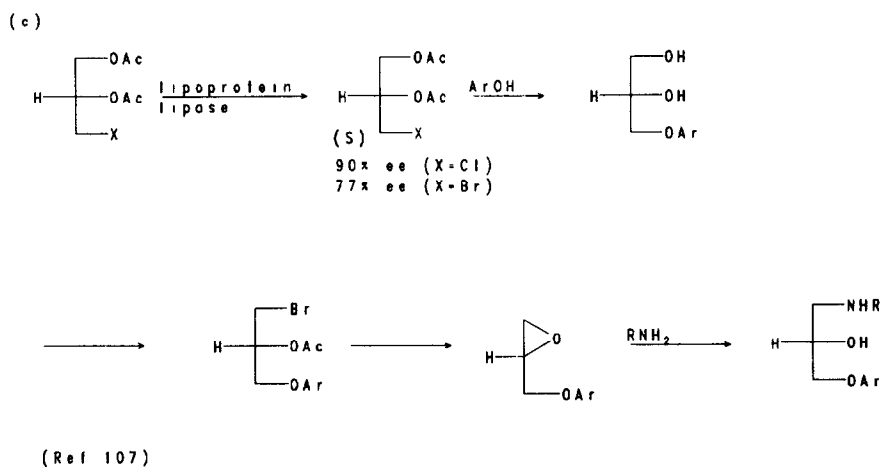 (c)
OAc OAc OH
H OAc lipoprotein lipase H OAc ArOH H OH
X (S) X OAr
90% ee (X=Cl)
77% ee (X=Br)
Br NHR
H OAc H O RNH₂ H OH
OAr OAr OAr
(Ref 107)